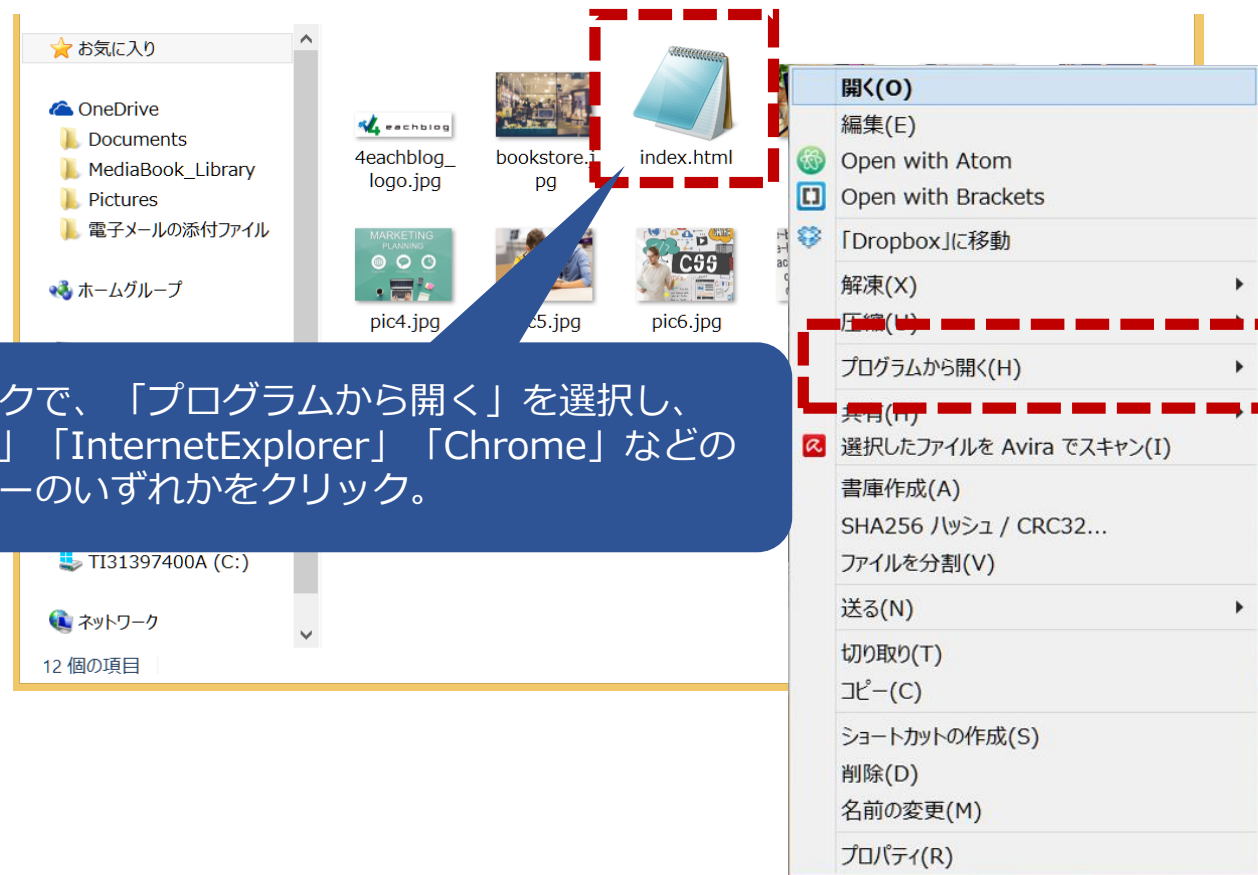 お気に入り
OneDrive
Documents
MediaBook_Library
Pictures
電子メールの添付ファイル
ホームグループ
TI31397400A (C:)
ネットワーク
12 個の項目
4eachblog
4eachblog_
logo.jpg
bookstore.j
pg
index.html
MARKETING
PLANNING
CSS
pic4.jpg
c5.jpg
pic6.jpg
クで、「プログラムから開く」を選択し、
」「InternetExplorer」「Chrome」などの
ーのいずれかをクリック。
開く(O)
編集(E)
Open with Atom
Open with Brackets
「Dropbox」に移動
解凍(X)
圧縮(U)
プログラムから開く(H)
共有(H)
選択したファイルを Avira でスキャン(I)
書庫作成(A)
SHA256 ハッシュ / CRC32...
ファイルを分割(V)
送る(N)
切り取り(T)
コピー(C)
ショートカットの作成(S)
削除(D)
名前の変更(M)
プロパティ(R)